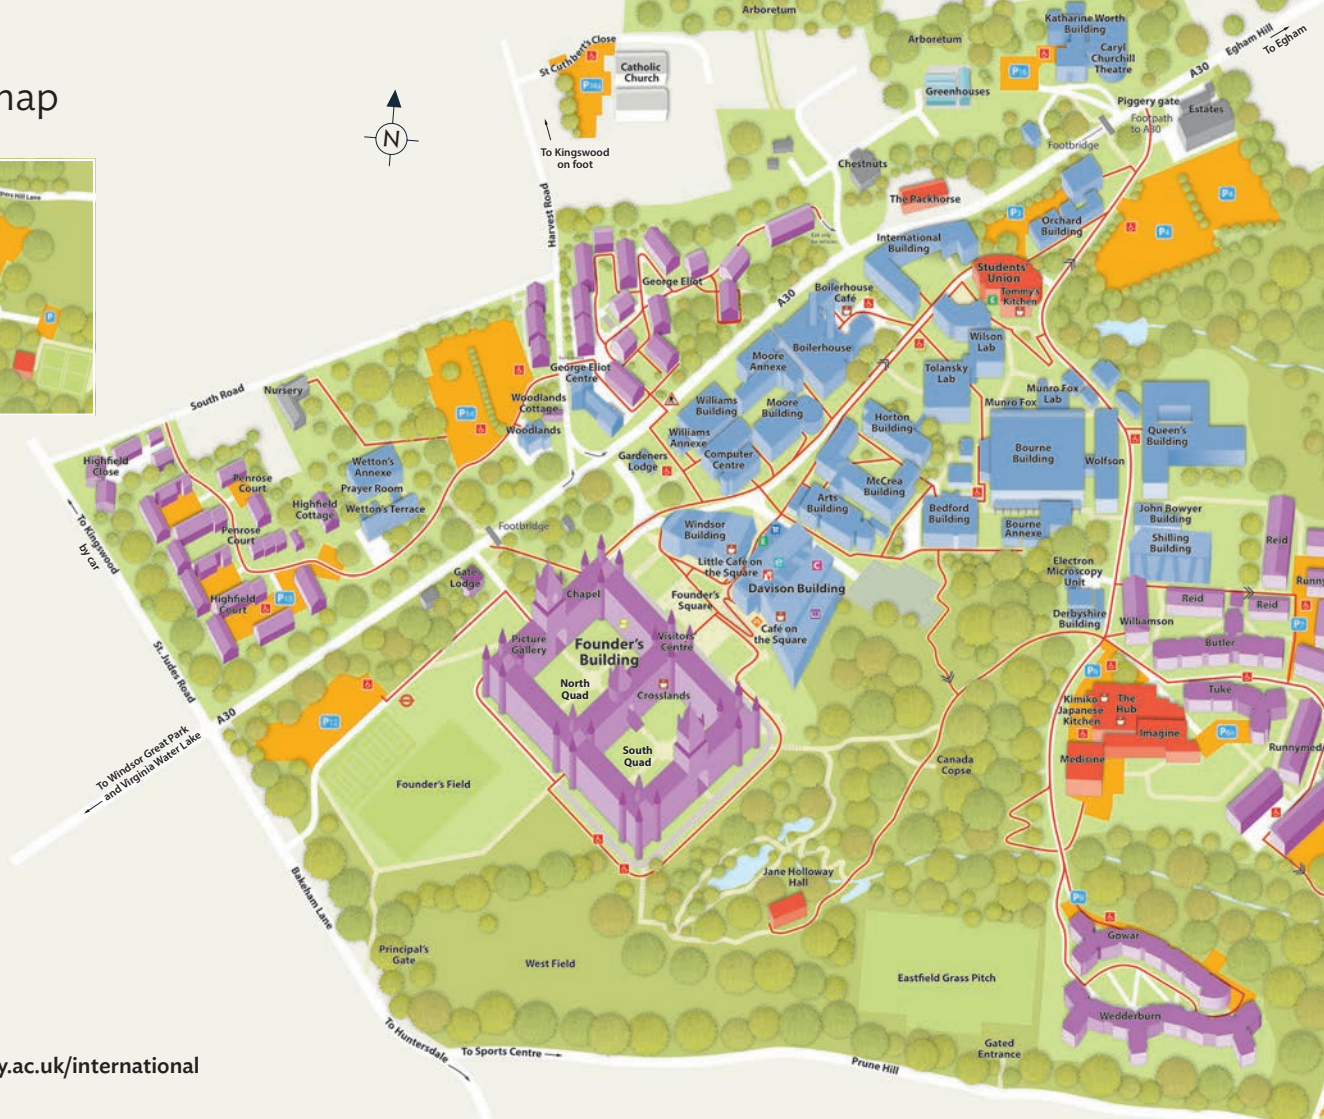 Arboretum
Arboretum
Katharine Worth
Building
Caryl
Churchill
Theatre
Egham Hill
To Egham
A30
St Cuthbert's Close
Catholic
Church
P16
Greenhouses
Piggery gate
Footpath
to A30
Estates
Footbridge
map
N
To Kingswood
on foot
Chestnuts
The Packhorse
Harvest Road
P3
P4
P4
Orchard
Building
International
Building
George Eliot
Students'
Union
Tommy's
Kitchen
A30
Boilerhouse
Café
Boilerhouse
Wilson
Lab
Moore
Annexe
Tolansky
Lab
George Eliot
Centre
P
Nursery
South Road
P14
Woodlands
Cottage
Woodlands
Williams
Building
Moore
Building
Munro Fox
Lab
Munro Fox
Horton
Building
Williams
Annexe
Computer
Centre
Gardeners
Lodge
Bourne
Building
Wolfson
Queen's
Building
Highfield
Close
Wetton's
Annexe
Prayer Room
Wetton's Terrace
Penrose
Court
Highfield
Cottage
Penrose
Court
McCrea
Building
Arts
Building
Bedford
Building
Bourne
Annexe
John Bowyer
Building
Shilling
Building
Reid
To Kingswood
by car
Footbridge
Windsor
Building
Little Café on
the Square
Davison Building
Electron
Microscopy
Unit
Derbyshire
Building
Gate
Lodge
Chapel
Founder's
Square
Café on
the Square
Highfield
Court
P13
Williamson
Reid
Reid
Runny
P7
Butler
St. Judes Road
Picture
Gallery
Founder's
Building
Visitors'
Centre
North
Quad
Crosslands
South
Quad
Tuke
Kimiko
Japanese
Kitchen
The
Hub
Imagine
Medicine
Runnymed
A30
P12
To Windsor Great Park
and Virginia Water Lake
Founder's Field
Canada
Copse
Bakeham Lane
Jane Holloway
Hall
Gowar
Principal's
Gate
West Field
Eastfield Grass Pitch
Wedderburn
To Huntersdale
To Sports Centre
Gated
Entrance
Prune Hill
y.ac.uk/international